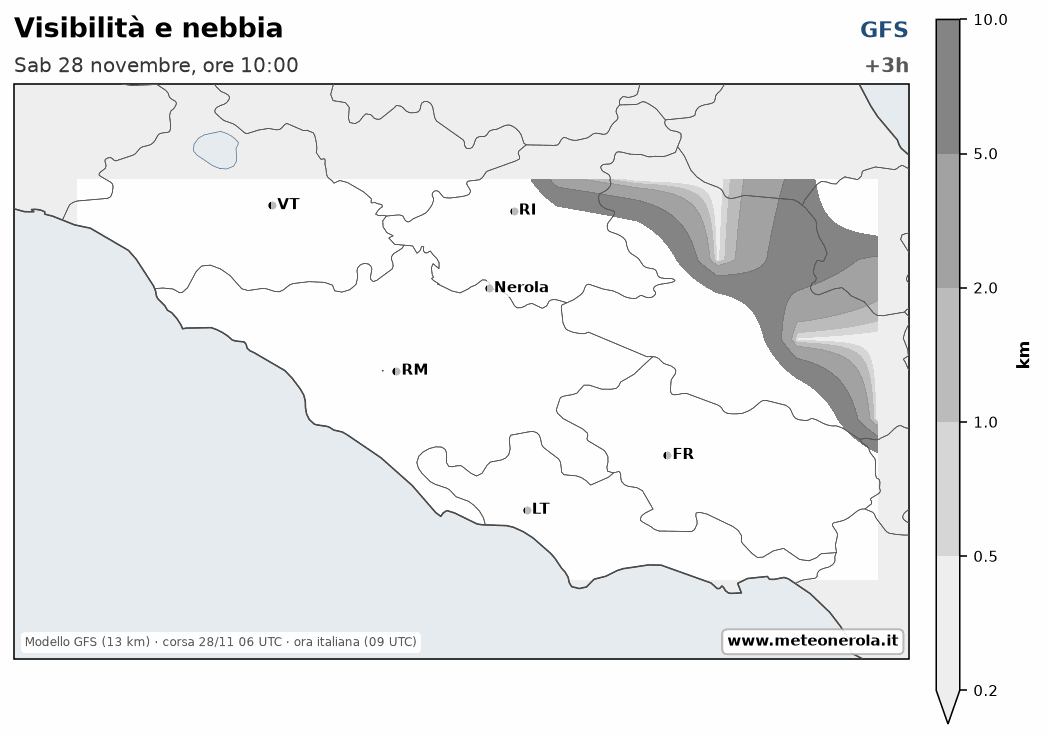 Visibilità e nebbia
GFS
Sab 28 novembre, ore 10:00
+3h
VT
RI
Nerola
RM
FR
LT
Modello GFS (13 km) · corsa 28/11 06 UTC · ora italiana (09 UTC)
www.meteonerola.it
10.0
5.0
2.0
1.0
0.5
0.2
km